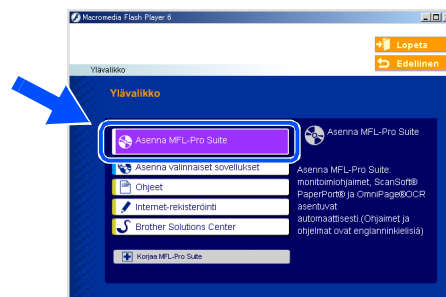 Macromedia Flash Player 6
Lopeta
Edellinen
Ylävalikko
Ylävalikko
Asenna MFL-Pro Suite
Asenna valinnaiset sovellukset
Ohjeet
Internet-rekisteröinti
Brother Solutions Center
Korjaa MFL-Pro Suite
Asenna MFL-Pro Suite
Asenna MFL-Pro Suite:
monitoimiohjaimet, ScanSoft®
PaperPort® ja OmniPage®OCR
asentuvat
automaattisesti.(Ohjaimet ja
ohjelmat ovat englanninkielisiä)